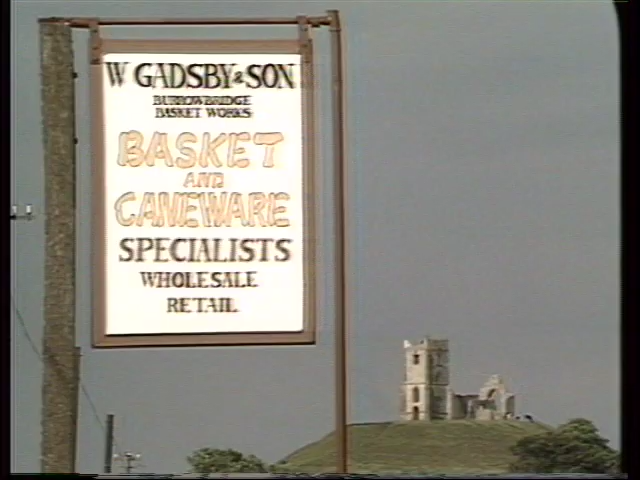 W GADSBY & SON
BURROWBRIDGE
BASKET WORKS
BASKET
AND
CANEWARE
SPECIALISTS
WHOLESALE
RETAIL